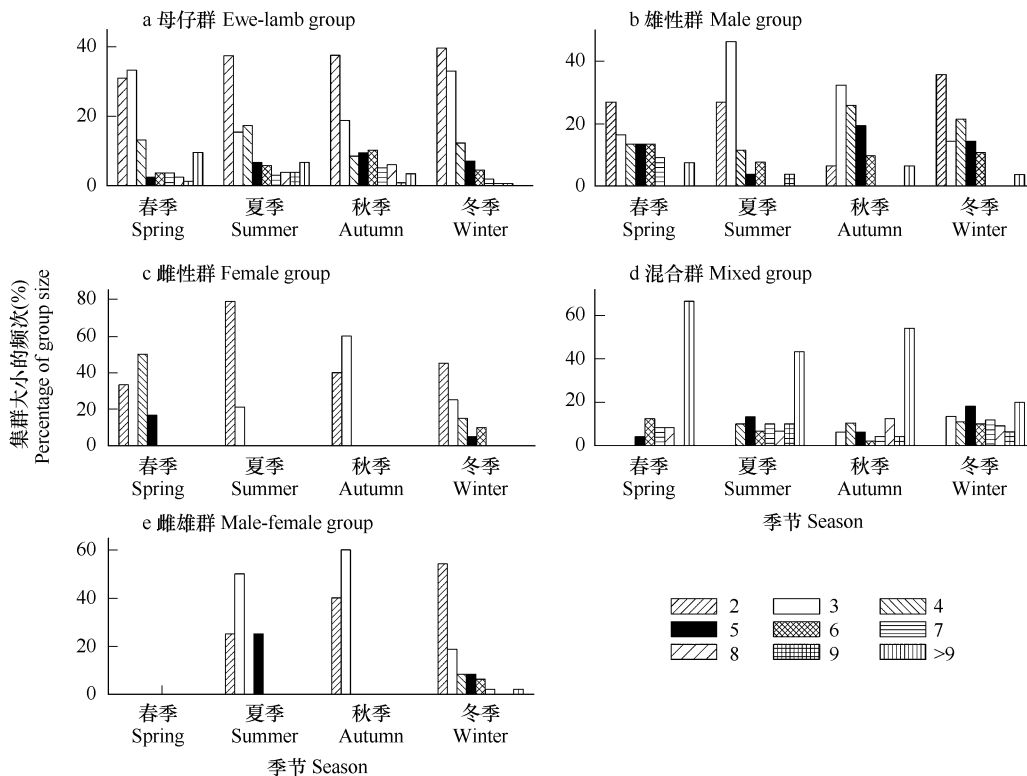 a 母仔群 Ewe-lamb group
40
20
0
春季 夏季 秋季 冬季
Spring Summer Autumn Winter
b 雄性群 Male group
40
20
0
春季 夏季 秋季 冬季
Spring Summer Autumn Winter
集群大小的频次(%)
Percentage of group size
c 雌性群 Female group
80
60
40
20
0
春季 夏季 秋季 冬季
Spring Summer Autumn Winter
d 混合群 Mixed group
60
40
20
0
春季 夏季 秋季 冬季
Spring Summer Autumn Winter
季节 Season
e 雌雄群 Male-female group
60
40
20
0
春季 夏季 秋季 冬季
Spring Summer Autumn Winter
季节 Season
2 3 4
5 6 7
8 9 >9